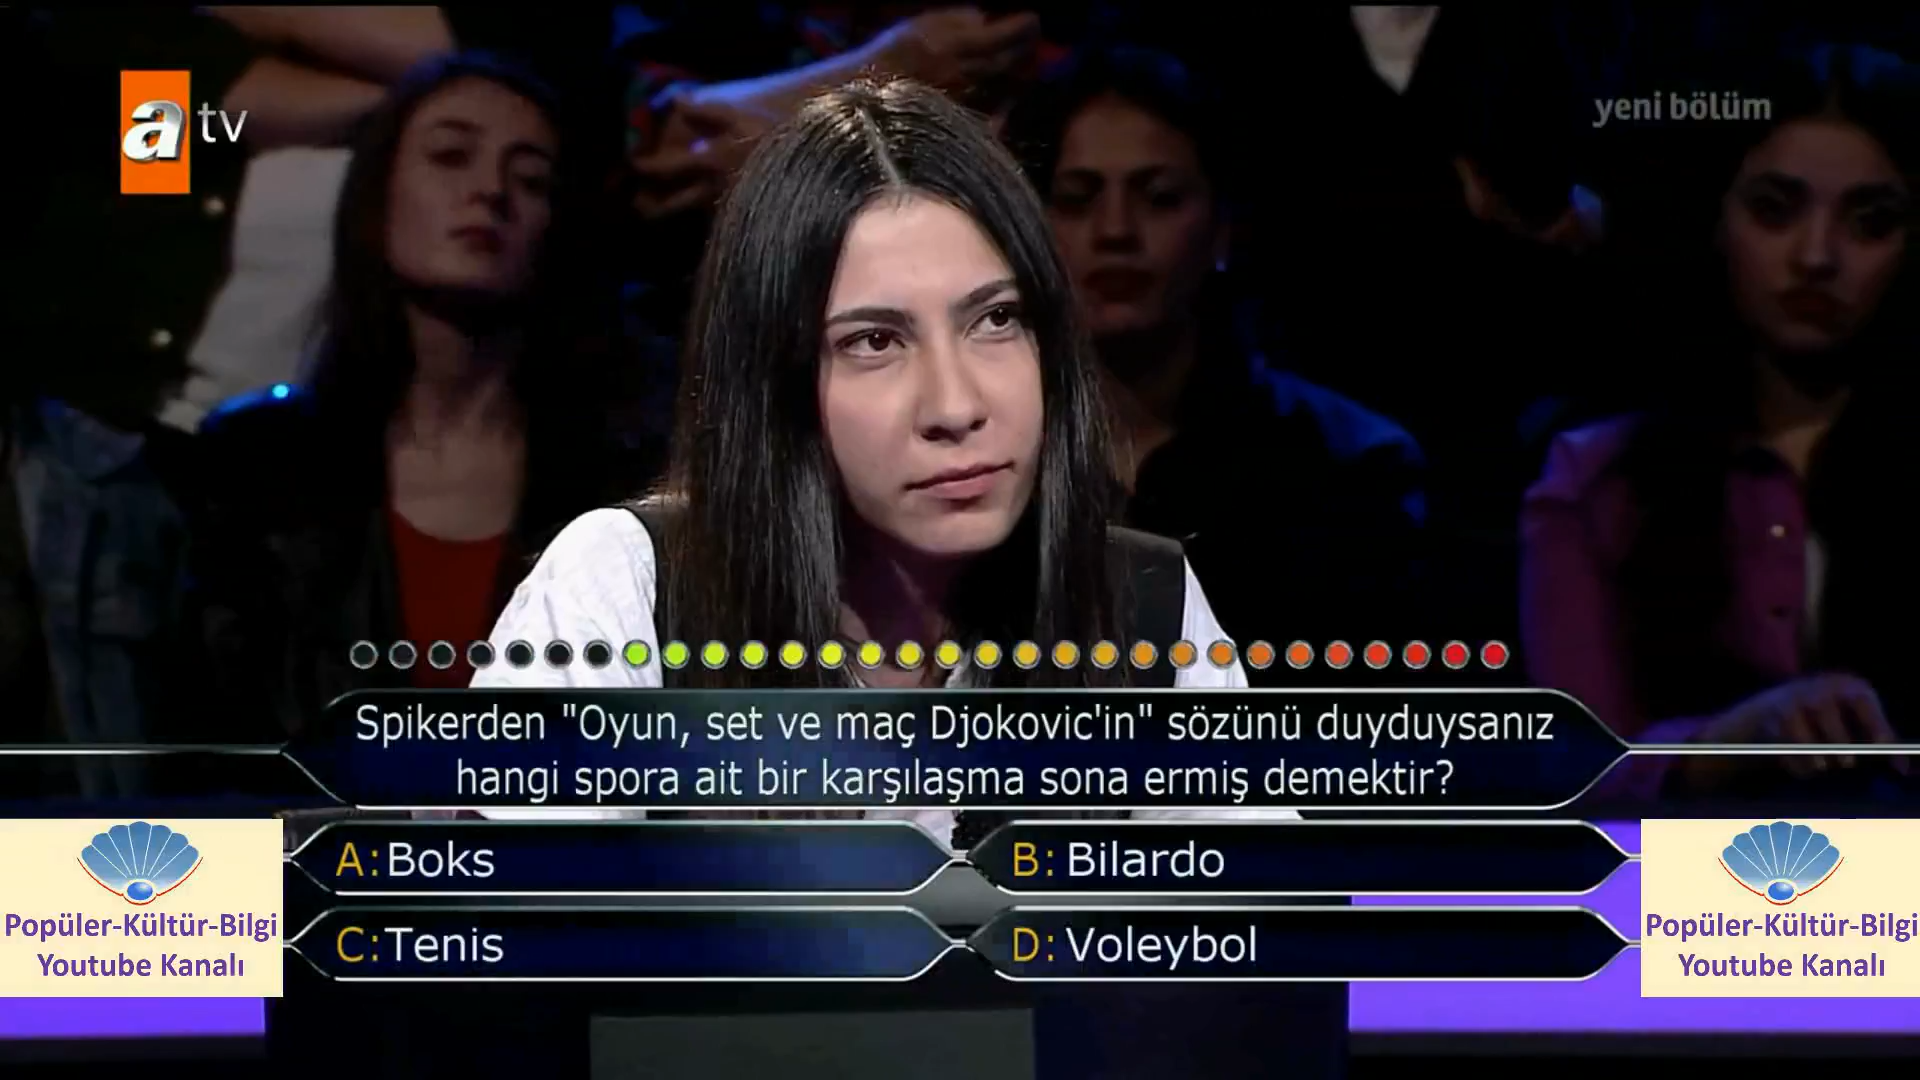 a tv
yeni bölüm
Spikerden "Oyun, set ve maç Djokovic'in" sözünü duyduysanız
hangi spora ait bir karşılaşma sona ermiş demektir?
A: Boks
B: Bilardo
C: Tenis
D: Voleybol
Popüler-Kültür-Bilgi
Youtube Kanalı
Popüler-Kültür-Bilgi
Youtube Kanalı